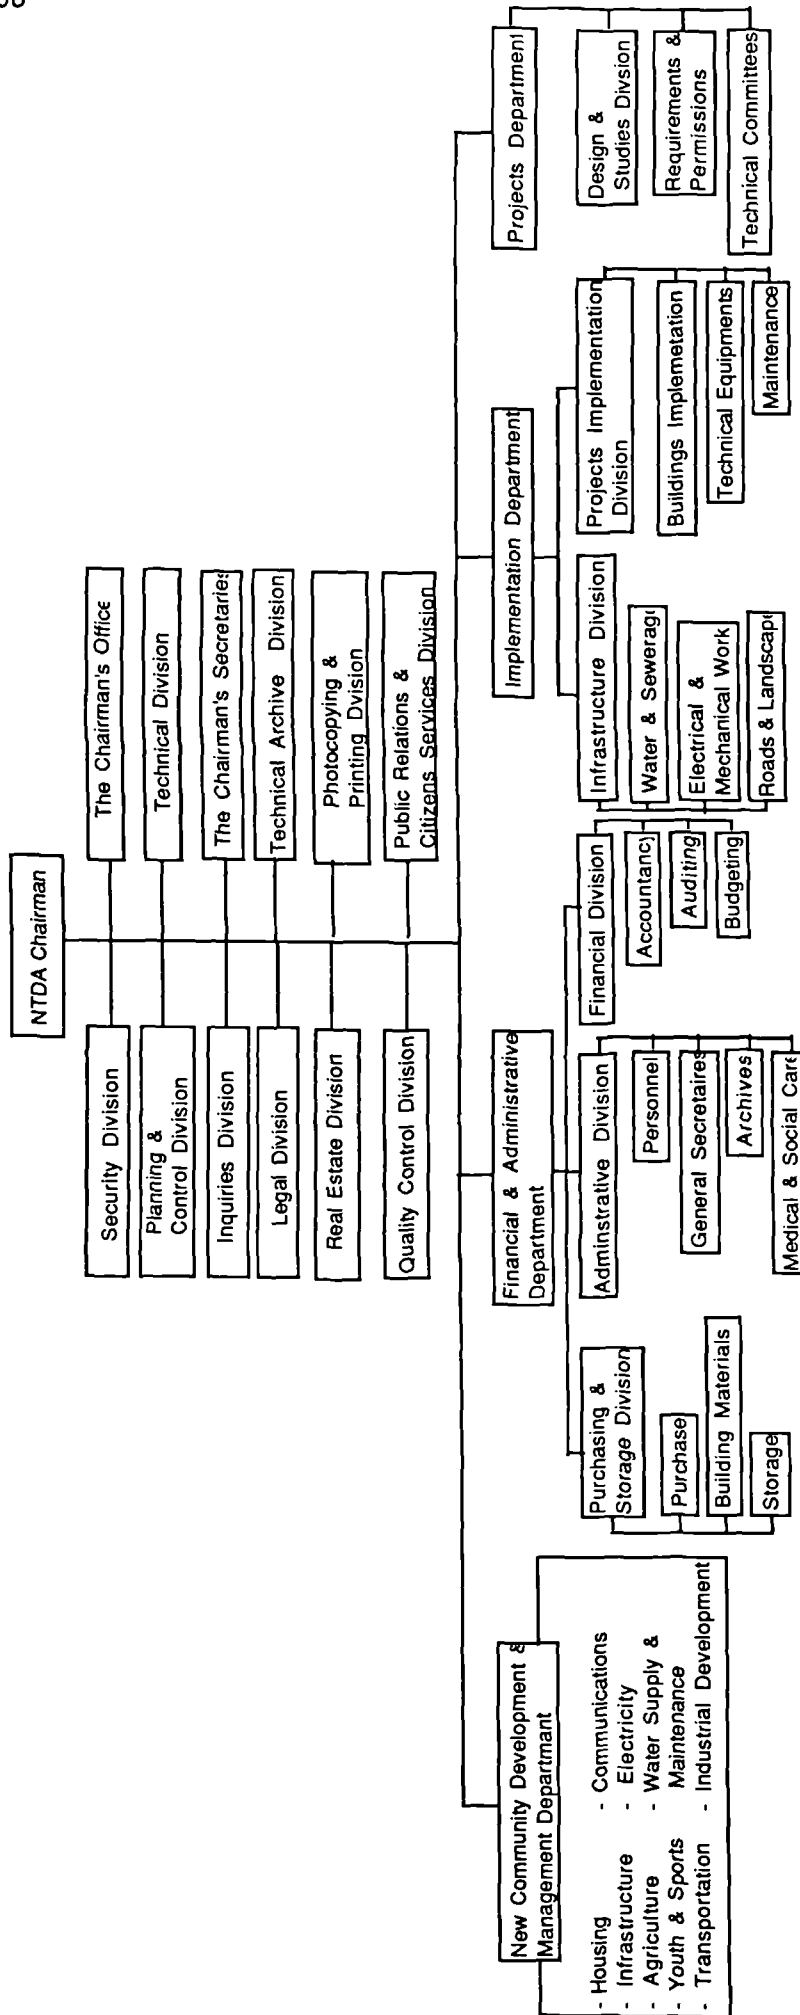 NTDA Chairman
Security Division
The Chairman's Office
Planning &
Control Division
Technical Division
Inquiries Division
The Chairman's Secretaries
Legal Division
Technical Archive Division
Real Estate Division
Photocopying &
Printing Dvision
Quality Control Division
Public Relations &
Citizens Services Division
New Community Development &
Management Departmant
- Housing
- Infrastructure
- Agriculture
- Youth & Sports
- Transportation
- Communications
- Electricity
- Water Supply &
Maintenance
- Industrial Development
Financial & Administrative
Department
Purchasing &
Storage Division
Purchase
Building Materials
Storage
Adminstrative Division
Personnel
General Secretaires
Archives
Medical & Social Care
Financial Division
Accountancy
Auditing
Budgeting
Implementation Department
Infrastructure Division
Water & Sewerage
Electrical &
Mechanical Work
Roads & Landscape
Projects Implementation
Division
Buildings Implemetation
Technical Equipments
Maintenance
Projects Department
Design &
Studies Divsion
Requirements &
Permissions
Technical Committees